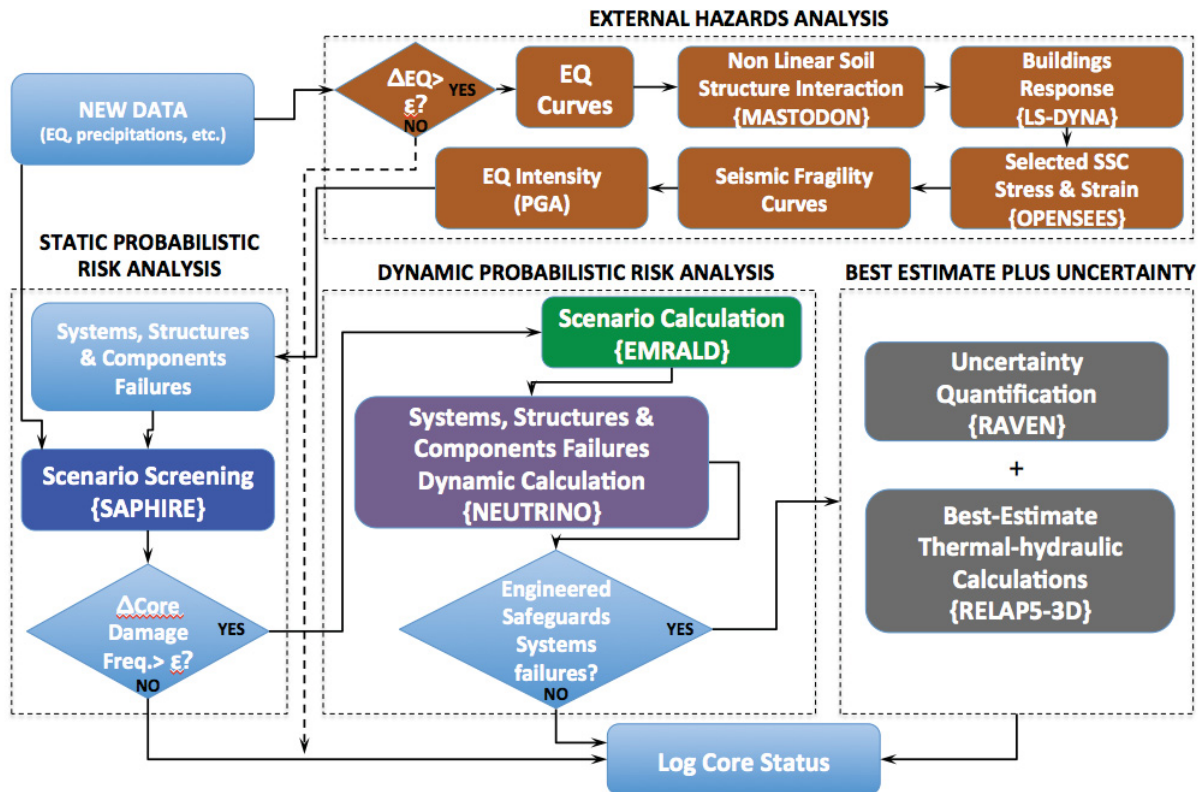 EXTERNAL HAZARDS ANALYSIS
NEW DATA
(EQ, precipitations, etc.)
ΔEQ>
ε?
YES
NO
EQ
Curves
Non Linear Soil
Structure Interaction
{MASTODON}
Buildings
Response
{LS-DYNA}
Selected SSC
Stress & Strain
{OPENSEES}
Seismic Fragility
Curves
EQ Intensity
(PGA)
STATIC PROBABILISTIC
RISK ANALYSIS
Systems, Structures
& Components
Failures
Scenario Screening
{SAPHIRE}
ΔCore
Damage
Freq.> ε?
YES
NO
DYNAMIC PROBABILISTIC RISK ANALYSIS
Scenario Calculation
{EMRALD}
Systems, Structures &
Components Failures
Dynamic Calculation
{NEUTRINO}
Engineered
Safeguards
Systems
failures?
YES
NO
BEST ESTIMATE PLUS UNCERTAINTY
Uncertainty
Quantification
{RAVEN}
+
Best-Estimate
Thermal-hydraulic
Calculations
{RELAP5-3D}
Log Core Status